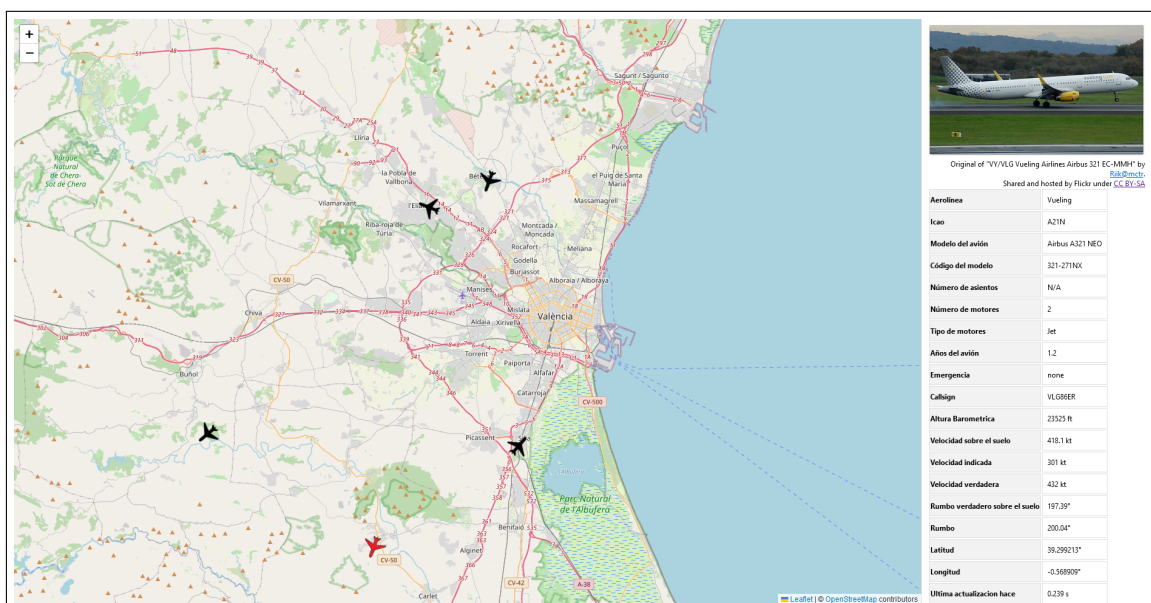 +
−
Sagunt / Sagunto
Llíria
Puçol
Parque
Natural
de Chera-
Sot de Chera
la Pobla de
Vallbona
el Puig de Santa
Maria
Vilamarxant
Massamagrell
Riba-roja de
Túria
Montcada /
Moncada
Rocafort
Meliana
Godella
Burjassot
CV-50
Alboraia / Alboraya
Manises
Mislata
València
Chiva
Aldaia
Xirivella
Torrent
Paiporta
Buñol
Alfafar
Catarroja
CV-500
Picassent
Albufera
Parc Natural
de l'Albufera
Benifaió
Alginet
CV-50
CV-42
A-38
Carlet
Leaflet | © OpenStreetMap contributors
vueling
Original of "VY/VLG Vueling Airlines Airbus 321 EC-MMH" by
Riik@mctr.
Shared and hosted by Flickr under CC BY-SA
Aerolínea Vueling
Icao A21N
Modelo del avión Airbus A321 NEO
Código del modelo 321-271NX
Número de asientos N/A
Número de motores 2
Tipo de motores Jet
Años del avión 1.2
Emergencia none
Callsign VLG86ER
Altura Barometrica 23525 ft
Velocidad sobre el suelo 418.1 kt
Velocidad indicada 301 kt
Velocidad verdadera 432 kt
Rumbo verdadero sobre el suelo 197.39°
Rumbo 200.04°
Latitud 39.299213°
Longitud -0.568909°
Ultima actualizacion hace 0.239 s